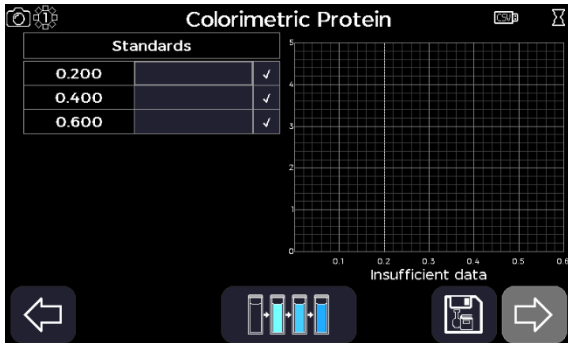 1
Colorimetric Protein
CSV
Standards
0.200 ✓
0.400 ✓
0.600 ✓
5
4
3
2
1
0
0.1 0.2 0.3 0.4 0.5 0.6
Insufficient data